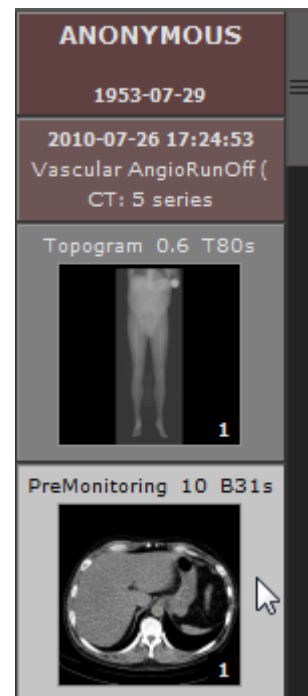 ANONYMOUS
1953-07-29
2010-07-26 17:24:53
Vascular AngioRunOff (
CT: 5 series
Topogram 0.6 T80s
1
PreMonitoring 10 B31s
1